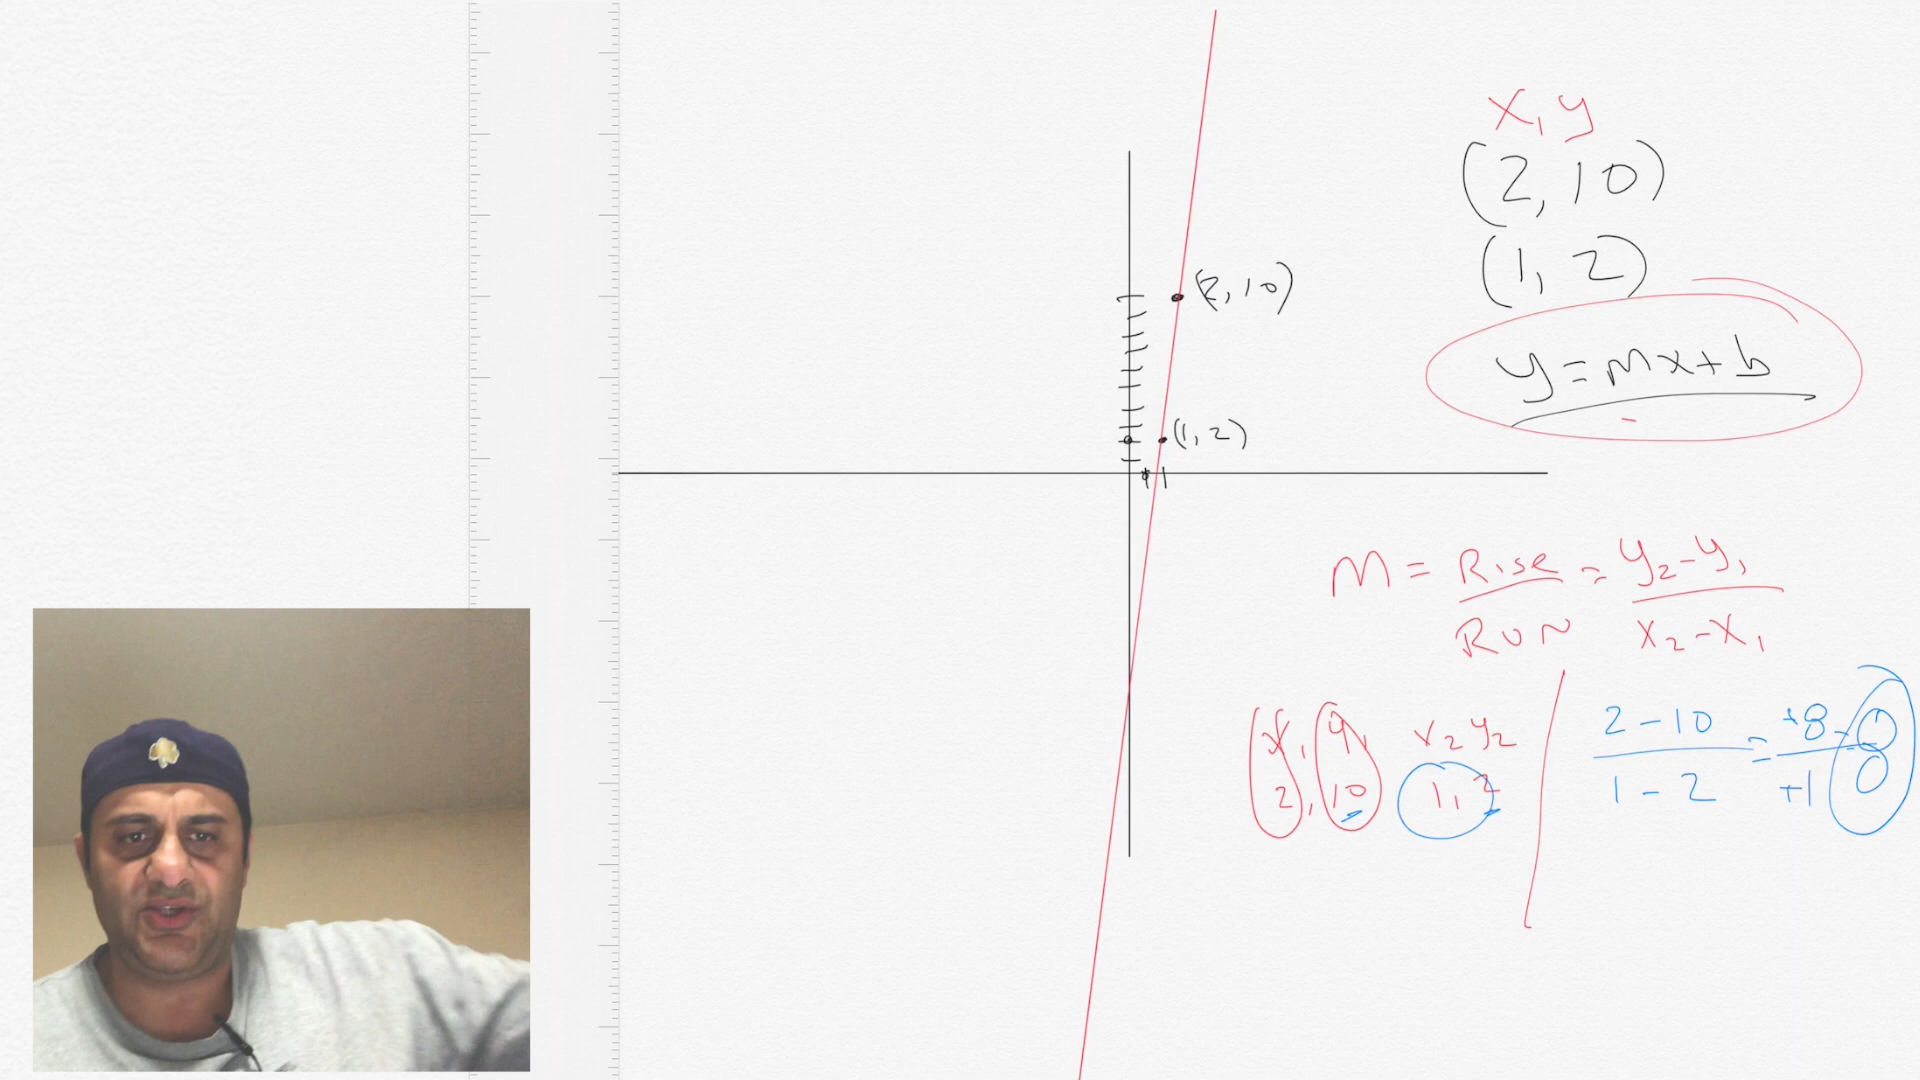 x, y
(2, 10)
(1, 2)
y = mx + b
(2, 10)
(1, 2)
M = Rise / RUN = y₂ - y₁ / x₂ - x₁
x₁ y₁ x₂ y₂
2, 10 1, 2
2 - 10 / 1 - 2 = +8 / +1